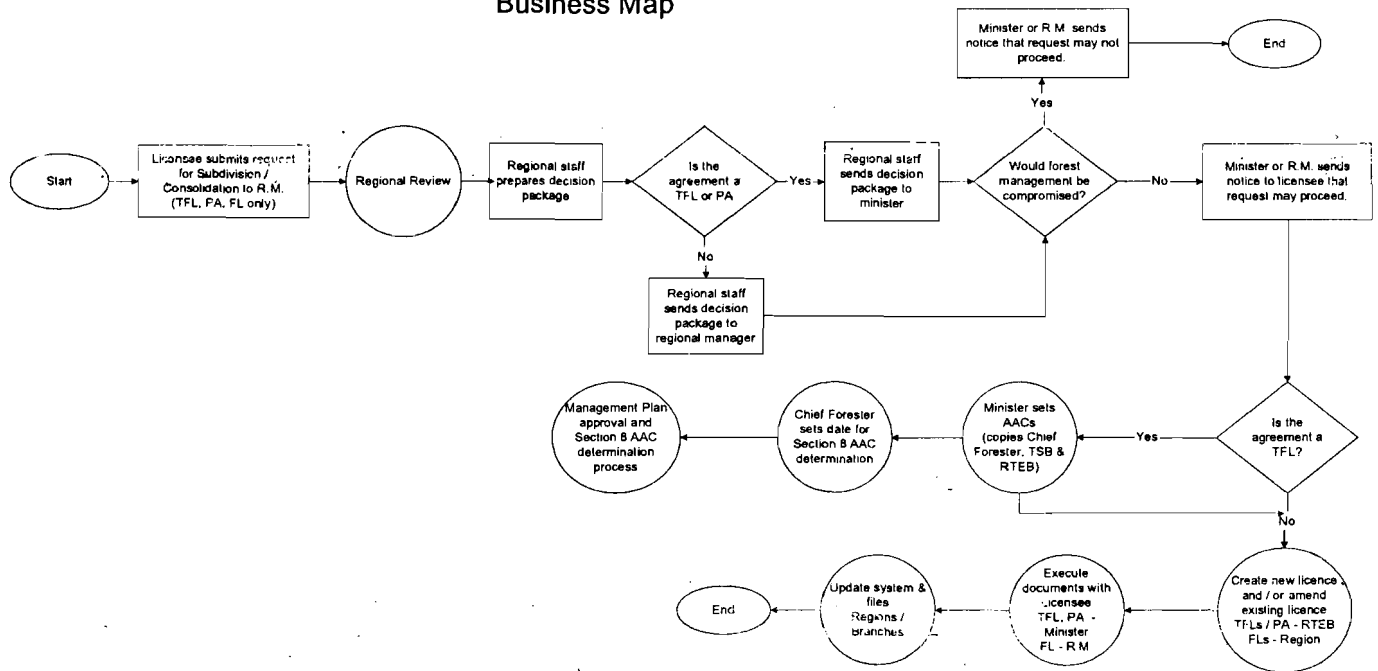 Business Map
Minister or R.M. sends
notice that request may not
proceed.
End
Yes
Start
Licensee submits request
for Subdivision /
Consolidation to R.M.
(TFL, PA, FL only)
Regional Review
Regional staff
prepares decision
package
Is the
agreement a
TFL or PA
Yes
Regional staff
sends decision
package to
minister
Would forest
management be
compromised?
No
Minister or R.M. sends
notice to licensee that
request may proceed.
No
Regional staff
sends decision
package to
regional manager
Management Plan
approval and
Section 8 AAC
determination
process
Chief Forester
sets date for
Section 8 AAC
determination
Minister sets
AACs
(copies Chief
Forester, TSB &
RTEB)
Yes
Is the
agreement a
TFL?
No
End
Update system &
files
Regions /
Branches
Execute
documents with
Licensee
TFL, PA -
Minister
FL - RM
Create new licence
and / or amend
existing licence
TFLs / PA - RTEB
FLs - Region